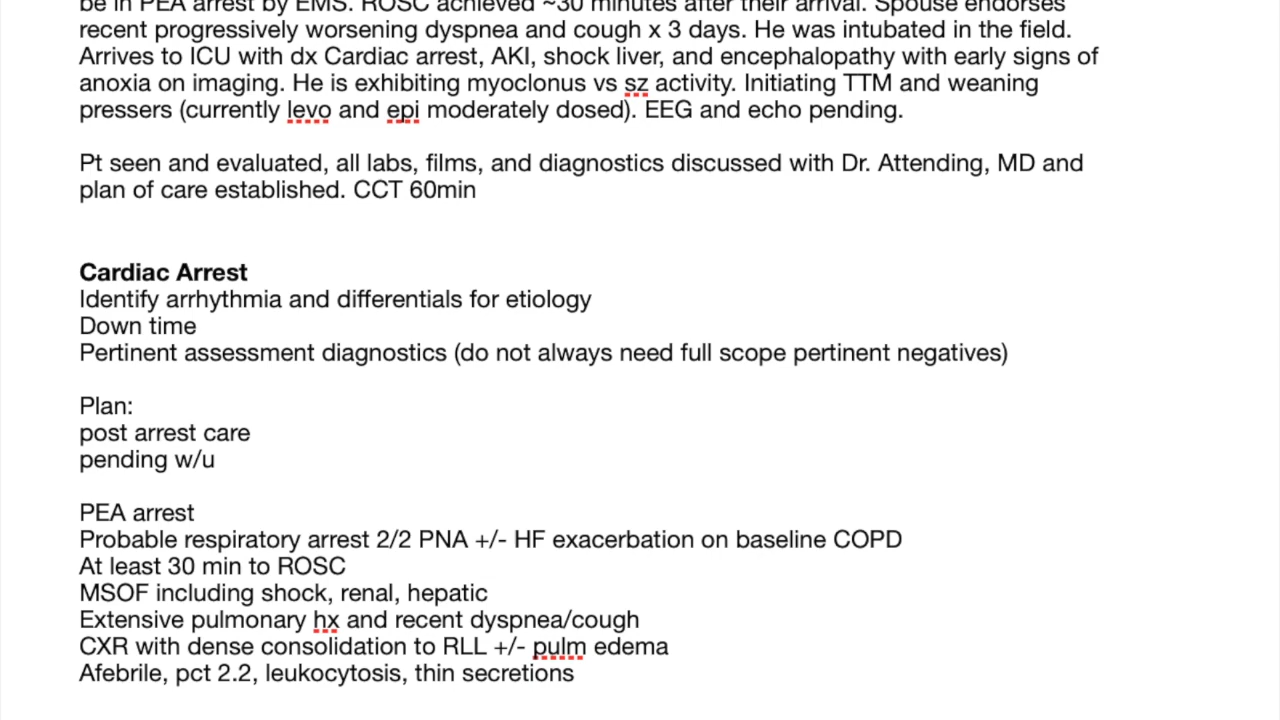 be in PEA arrest by EMS. ROSC achieved ~30 minutes after their arrival. Spouse endorses
recent progressively worsening dyspnea and cough x 3 days. He was intubated in the field.
Arrives to ICU with dx Cardiac arrest, AKI, shock liver, and encephalopathy with early signs of
anoxia on imaging. He is exhibiting myoclonus vs sz activity. Initiating TTM and weaning
pressers (currently levo and epi moderately dosed). EEG and echo pending.
Pt seen and evaluated, all labs, films, and diagnostics discussed with Dr. Attending, MD and
plan of care established. CCT 60min
Cardiac Arrest
Identify arrhythmia and differentials for etiology
Down time
Pertinent assessment diagnostics (do not always need full scope pertinent negatives)
Plan:
post arrest care
pending w/u
PEA arrest
Probable respiratory arrest 2/2 PNA +/- HF exacerbation on baseline COPD
At least 30 min to ROSC
MSOF including shock, renal, hepatic
Extensive pulmonary hx and recent dyspnea/cough
CXR with dense consolidation to RLL +/- pulm edema
Afebrile, pct 2.2, leukocytosis, thin secretions